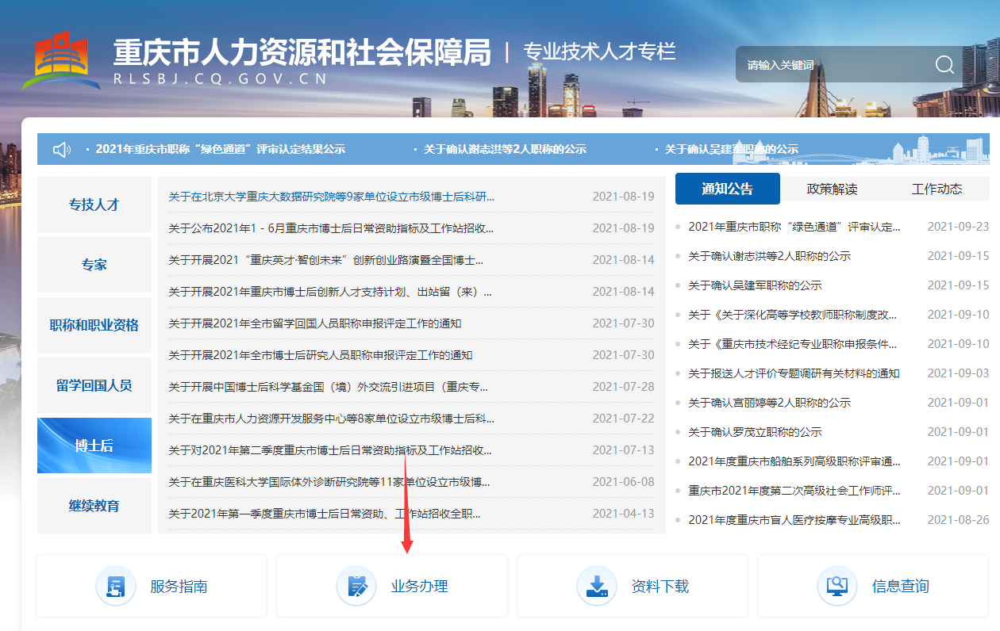 重庆市人力资源和社会保障局 | 专业技术人才专栏
RLSBJ.CQ.GOV.CN
请输入关键词
· 2021年重庆市职称“绿色通道”评审认定结果公示
· 关于确认谢志洪等2人职称的公示
· 关于确认吴建军职称的公示
专技人才
专家
职称和职业资格
留学回国人员
博士后
继续教育
关于在北京大学重庆大数据研究院等9家单位设立市级博士后科研... 2021-08-19
关于公布2021年1－6月重庆市博士后日常资助指标及工作站招收... 2021-08-19
关于开展2021“重庆英才·智创未来”创新创业路演暨全国博士... 2021-08-14
关于开展2021年重庆市博士后创新人才支持计划、出站留（来）... 2021-08-14
关于开展2021年全市留学回国人员职称申报评定工作的通知 2021-07-30
关于开展2021年全市博士后研究人员职称申报评定工作的通知 2021-07-30
关于开展中国博士后科学基金国（境）外交流引进项目（重庆专... 2021-07-28
关于在重庆市人力资源开发服务中心等8家单位设立市级博士后科... 2021-07-22
关于对2021年第二季度重庆市博士后日常资助指标及工作站招收... 2021-07-13
关于在重庆医科大学国际体外诊断研究院等11家单位设立市级博... 2021-06-08
关于2021年第一季度重庆市博士后日常资助、工作站招收全职... 2021-04-13
通知公告 政策解读 工作动态
2021年重庆市职称“绿色通道”评审认定... 2021-09-23
关于确认谢志洪等2人职称的公示 2021-09-15
关于确认吴建军职称的公示 2021-09-15
关于《关于深化高等学校教师职称制度改... 2021-09-10
关于《重庆市技术经纪专业职称申报条件... 2021-09-10
关于报送人才评价专题调研有关材料的通知 2021-09-03
关于确认宫丽婷等2人职称的公示 2021-09-01
关于确认罗茂立职称的公示 2021-09-01
2021年度重庆市船舶系列高级职称评审通... 2021-09-01
重庆市2021年度第二次高级社会工作师评... 2021-09-01
2021年度重庆市盲人医疗按摩专业高级职... 2021-08-26
服务指南
业务办理
资料下载
信息查询